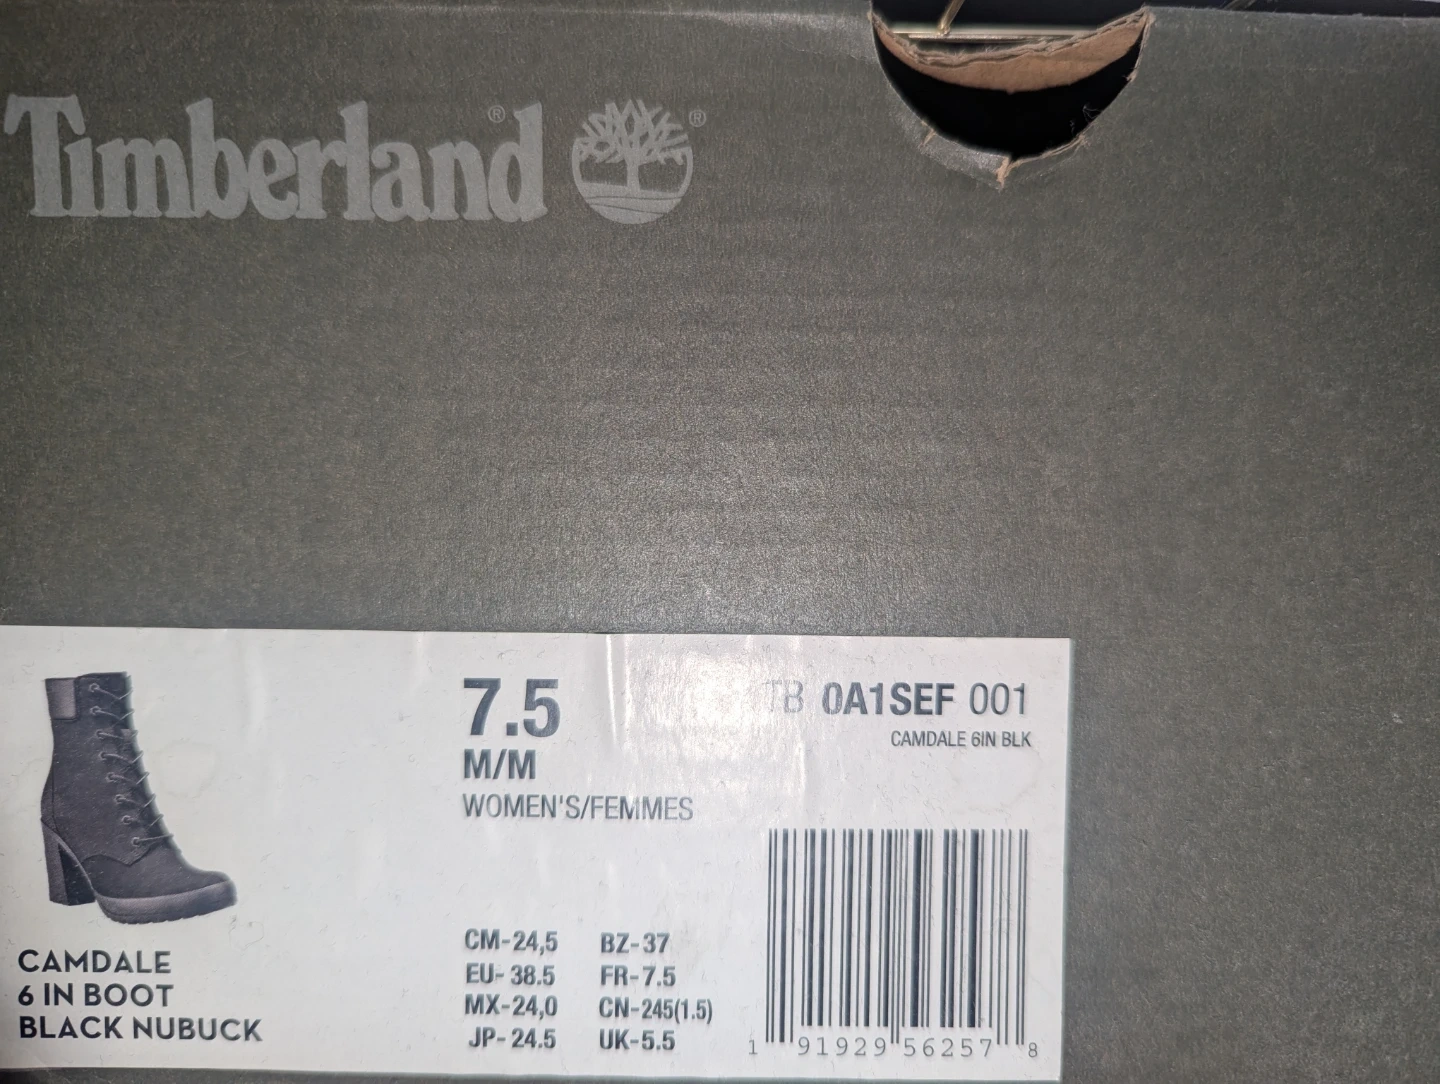 Timberland® ®
7.5
M/M
WOMEN'S/FEMMES
TB 0A1SEF 001
CAMDALE 6IN BLK
CAMDALE
6 IN BOOT
BLACK NUBUCK
CM-24,5 BZ-37
EU-38.5 FR-7.5
MX-24,0 CN-245(1.5)
JP-24.5 UK-5.5
1 91929 56257 8